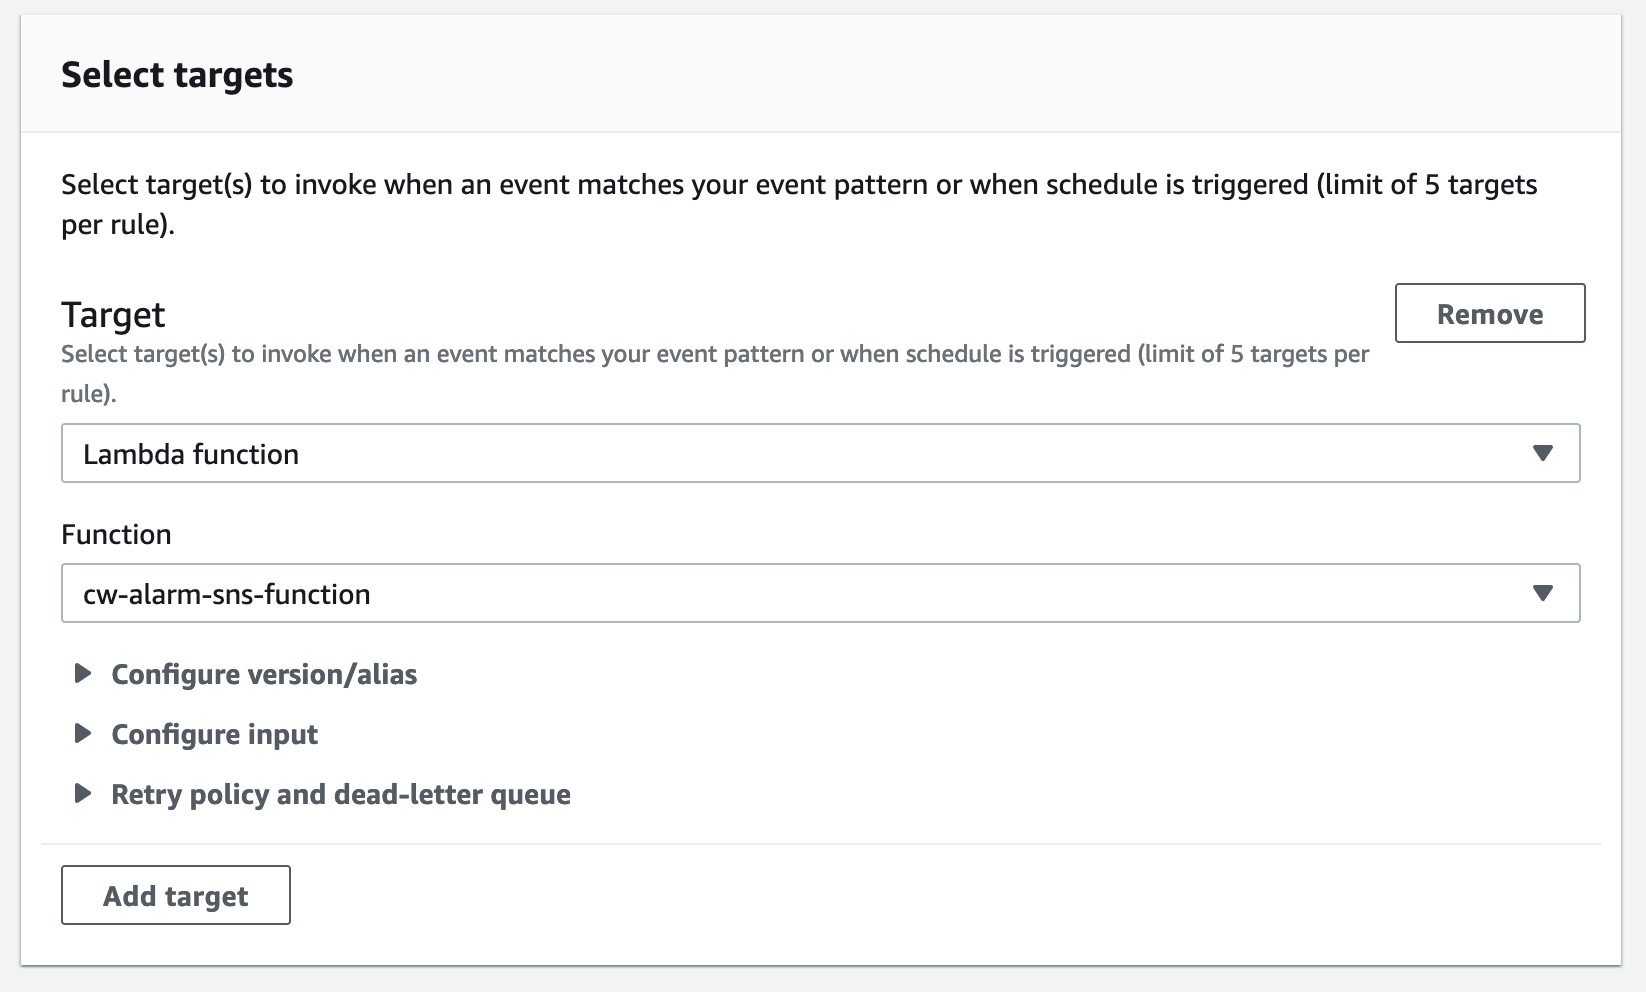 Select targets
Select target(s) to invoke when an event matches your event pattern or when schedule is triggered (limit of 5 targets
per rule).
Target
Remove
Select target(s) to invoke when an event matches your event pattern or when schedule is triggered (limit of 5 targets per
rule).
Lambda function
Function
cw-alarm-sns-function
Configure version/alias
Configure input
Retry policy and dead-letter queue
Add target